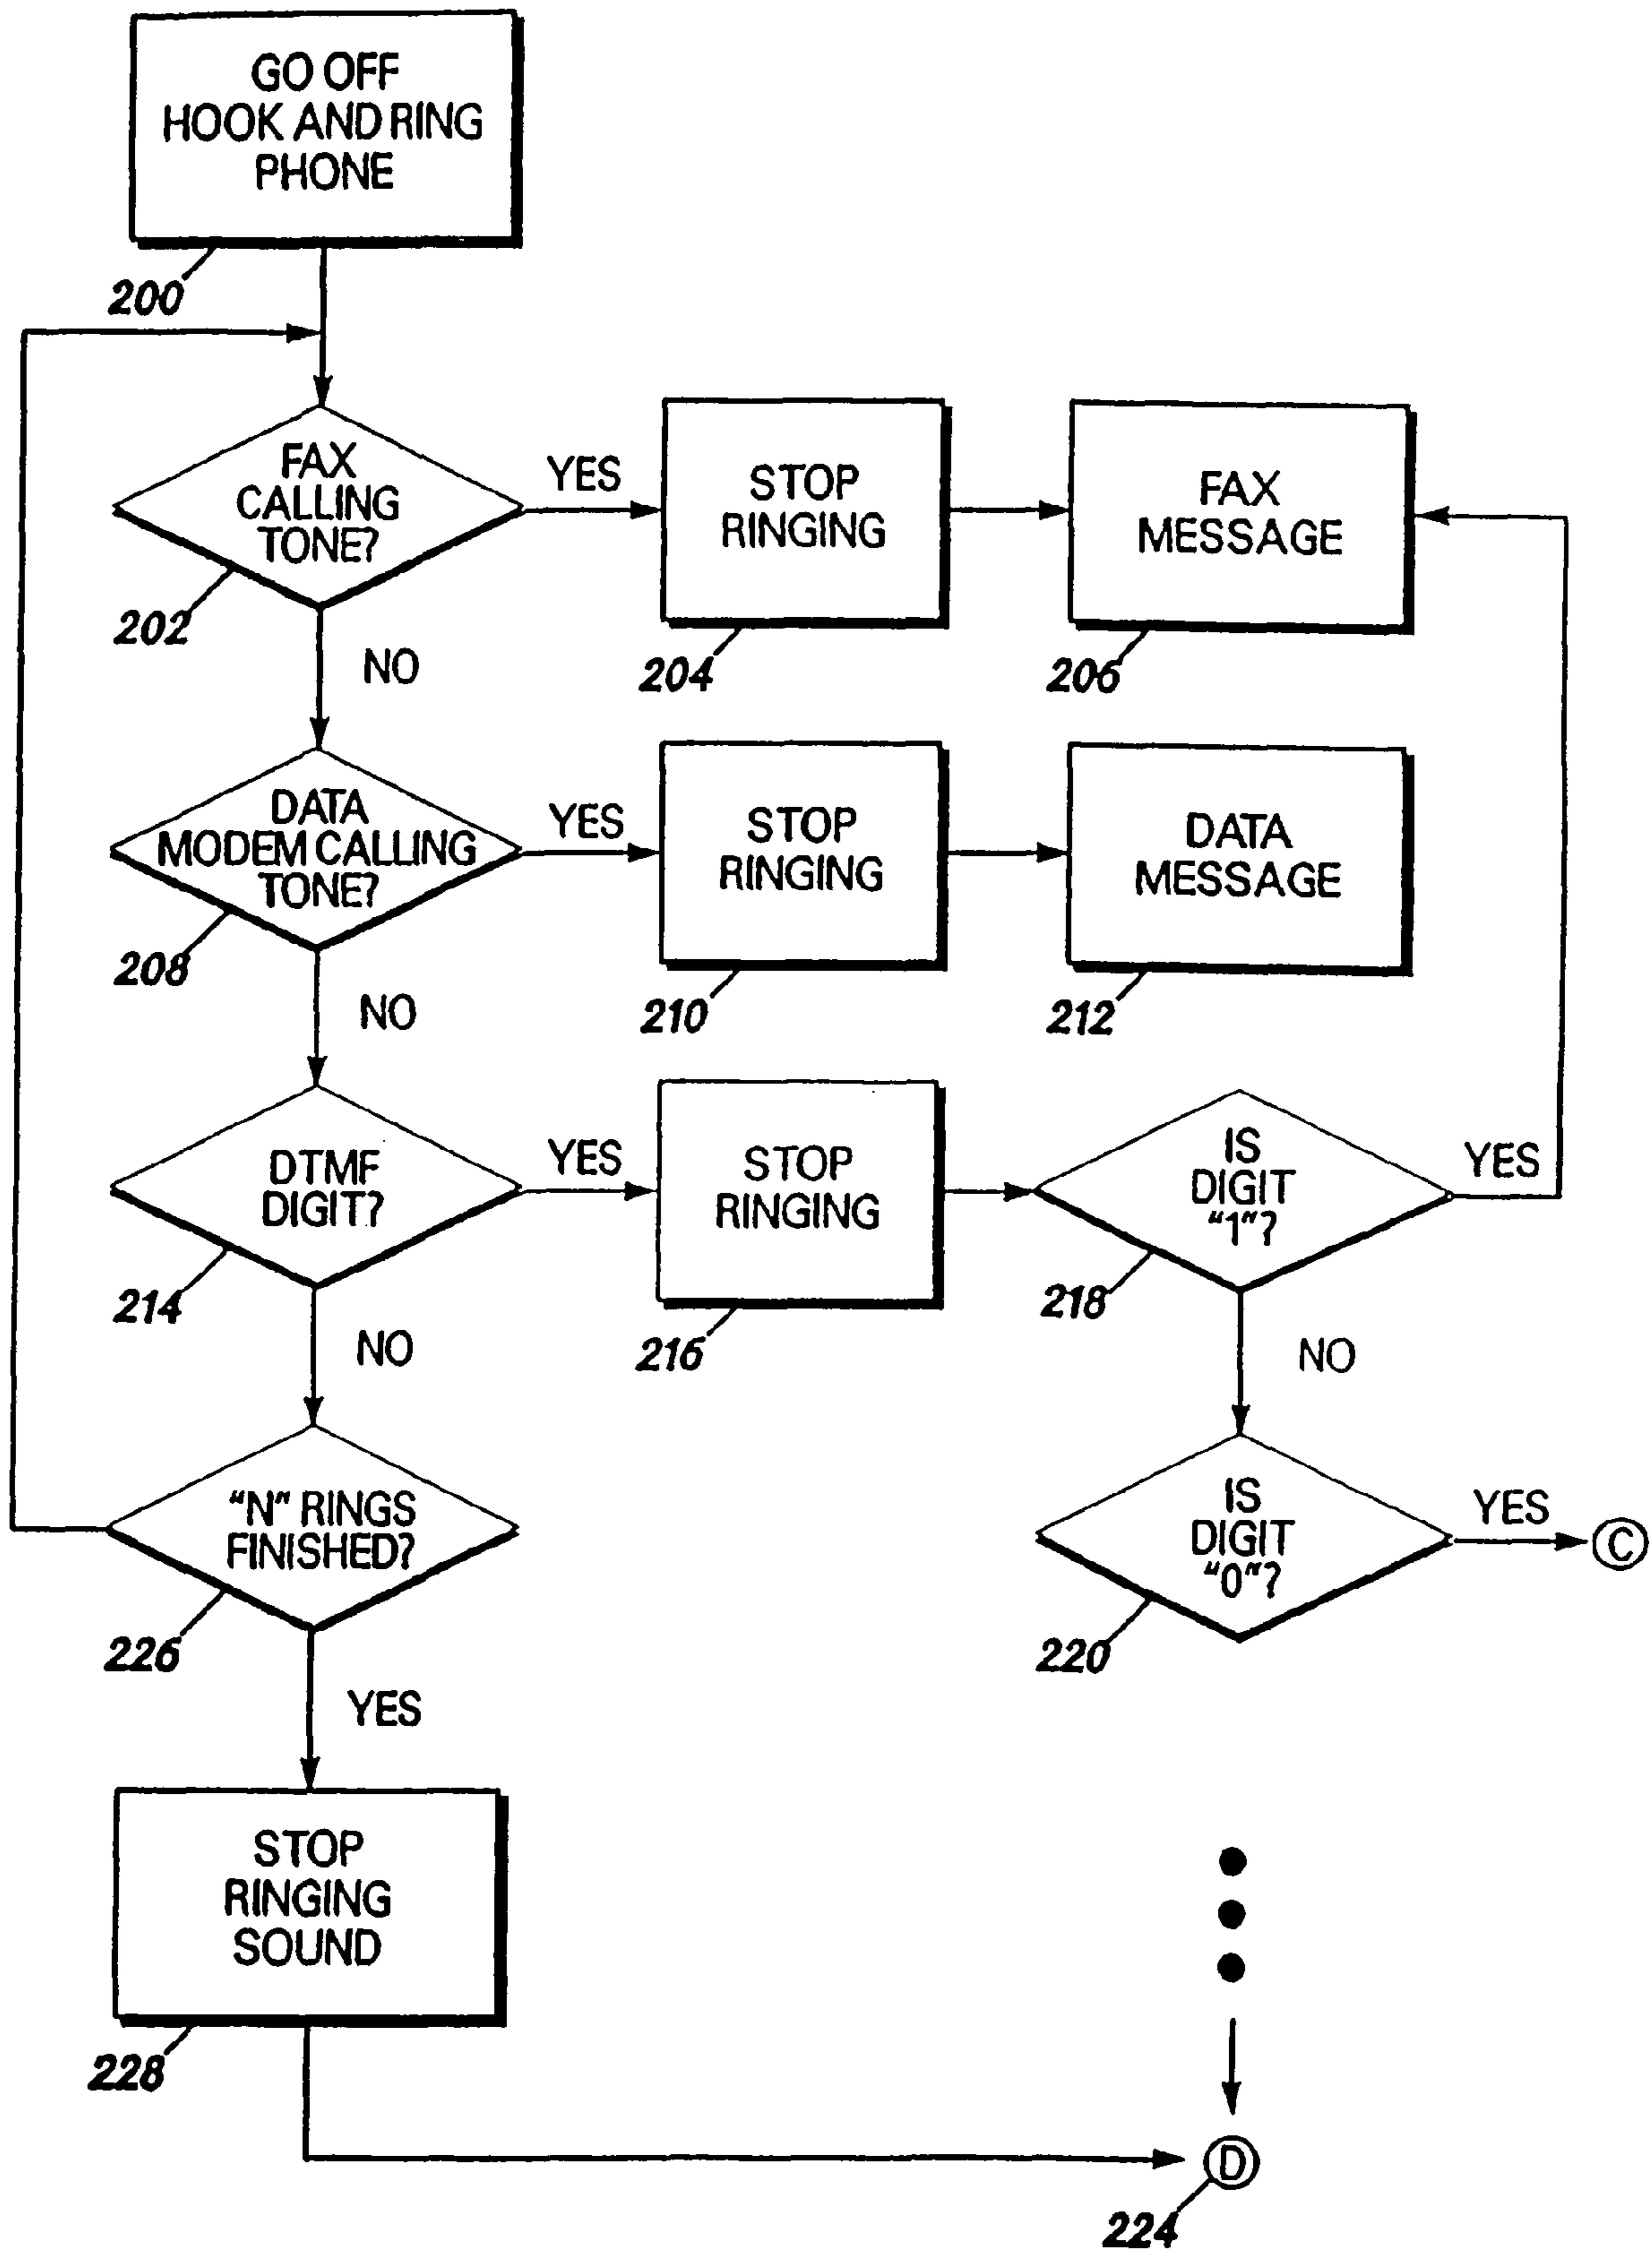 GO OFF
HOOK AND RING
PHONE
200
FAX
CALLING
TONE?
202
YES
STOP
RINGING
204
FAX
MESSAGE
206
NO
DATA
MODEM CALLING
TONE?
208
YES
STOP
RINGING
210
DATA
MESSAGE
212
NO
DTMF
DIGIT?
214
YES
STOP
RINGING
216
IS
DIGIT
"1"?
218
YES
NO
NO
"N" RINGS
FINISHED?
226
IS
DIGIT
"0"?
220
YES
C
YES
STOP
RINGING
SOUND
228
D
224